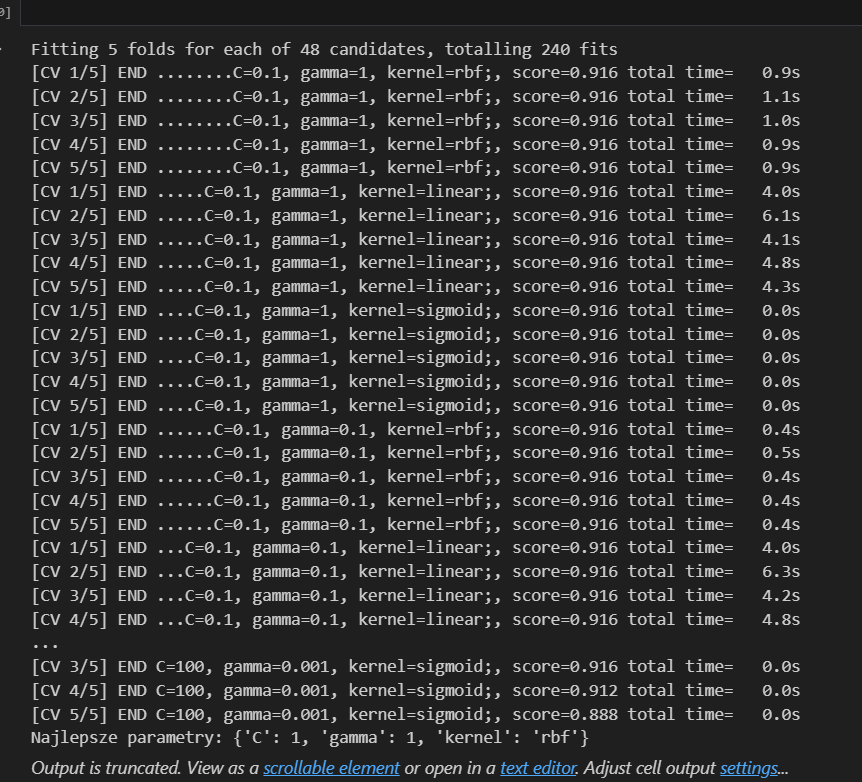 0]
Fitting 5 folds for each of 48 candidates, totalling 240 fits
[CV 1/5] END ........C=0.1, gamma=1, kernel=rbf;, score=0.916 total time=   0.9s
[CV 2/5] END ........C=0.1, gamma=1, kernel=rbf;, score=0.916 total time=   1.1s
[CV 3/5] END ........C=0.1, gamma=1, kernel=rbf;, score=0.916 total time=   1.0s
[CV 4/5] END ........C=0.1, gamma=1, kernel=rbf;, score=0.916 total time=   0.9s
[CV 5/5] END ........C=0.1, gamma=1, kernel=rbf;, score=0.916 total time=   0.9s
[CV 1/5] END .....C=0.1, gamma=1, kernel=linear;, score=0.916 total time=   4.0s
[CV 2/5] END .....C=0.1, gamma=1, kernel=linear;, score=0.916 total time=   6.1s
[CV 3/5] END .....C=0.1, gamma=1, kernel=linear;, score=0.916 total time=   4.1s
[CV 4/5] END .....C=0.1, gamma=1, kernel=linear;, score=0.916 total time=   4.8s
[CV 5/5] END .....C=0.1, gamma=1, kernel=linear;, score=0.916 total time=   4.3s
[CV 1/5] END ....C=0.1, gamma=1, kernel=sigmoid;, score=0.916 total time=   0.0s
[CV 2/5] END ....C=0.1, gamma=1, kernel=sigmoid;, score=0.916 total time=   0.0s
[CV 3/5] END ....C=0.1, gamma=1, kernel=sigmoid;, score=0.916 total time=   0.0s
[CV 4/5] END ....C=0.1, gamma=1, kernel=sigmoid;, score=0.916 total time=   0.0s
[CV 5/5] END ....C=0.1, gamma=1, kernel=sigmoid;, score=0.916 total time=   0.0s
[CV 1/5] END ......C=0.1, gamma=0.1, kernel=rbf;, score=0.916 total time=   0.4s
[CV 2/5] END ......C=0.1, gamma=0.1, kernel=rbf;, score=0.916 total time=   0.5s
[CV 3/5] END ......C=0.1, gamma=0.1, kernel=rbf;, score=0.916 total time=   0.4s
[CV 4/5] END ......C=0.1, gamma=0.1, kernel=rbf;, score=0.916 total time=   0.4s
[CV 5/5] END ......C=0.1, gamma=0.1, kernel=rbf;, score=0.916 total time=   0.4s
[CV 1/5] END ...C=0.1, gamma=0.1, kernel=linear;, score=0.916 total time=   4.0s
[CV 2/5] END ...C=0.1, gamma=0.1, kernel=linear;, score=0.916 total time=   6.3s
[CV 3/5] END ...C=0.1, gamma=0.1, kernel=linear;, score=0.916 total time=   4.2s
[CV 4/5] END ...C=0.1, gamma=0.1, kernel=linear;, score=0.916 total time=   4.8s
...
[CV 3/5] END C=100, gamma=0.001, kernel=sigmoid;, score=0.916 total time=   0.0s
[CV 4/5] END C=100, gamma=0.001, kernel=sigmoid;, score=0.912 total time=   0.0s
[CV 5/5] END C=100, gamma=0.001, kernel=sigmoid;, score=0.888 total time=   0.0s
Najlepsze parametry: {'C': 1, 'gamma': 1, 'kernel': 'rbf'}
Output is truncated. View as a scrollable element or open in a text editor. Adjust cell output settings...